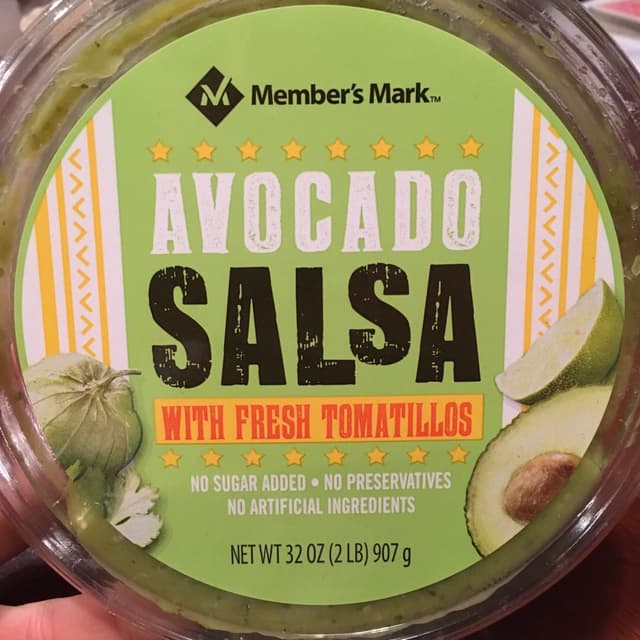 Member's Mark™
AVOCADO
SALSA
WITH FRESH TOMATILLOS
NO SUGAR ADDED • NO PRESERVATIVES
NO ARTIFICIAL INGREDIENTS
NET WT 32 OZ (2 LB) 907 g